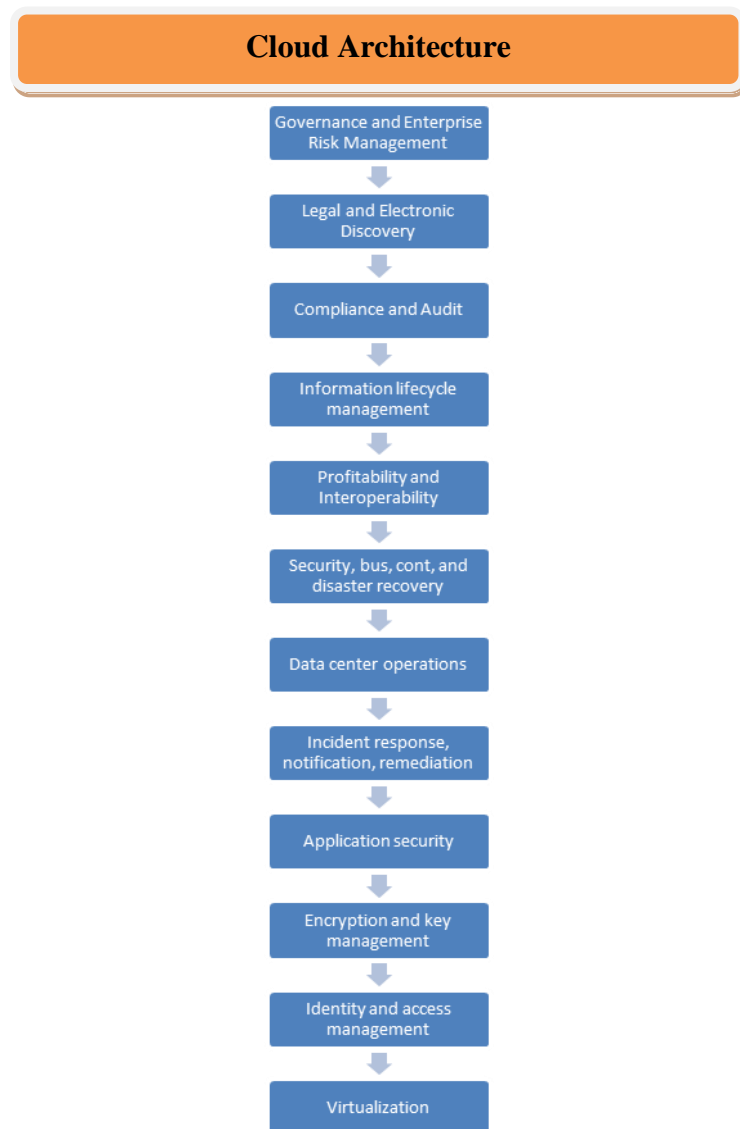 Cloud Architecture
Governance and Enterprise
Risk Management
Legal and Electronic
Discovery
Compliance and Audit
Information lifecycle
management
Profitability and
Interoperability
Security, bus, cont, and
disaster recovery
Data center operations
Incident response,
notification, remediation
Application security
Encryption and key
management
Identity and access
management
Virtualization